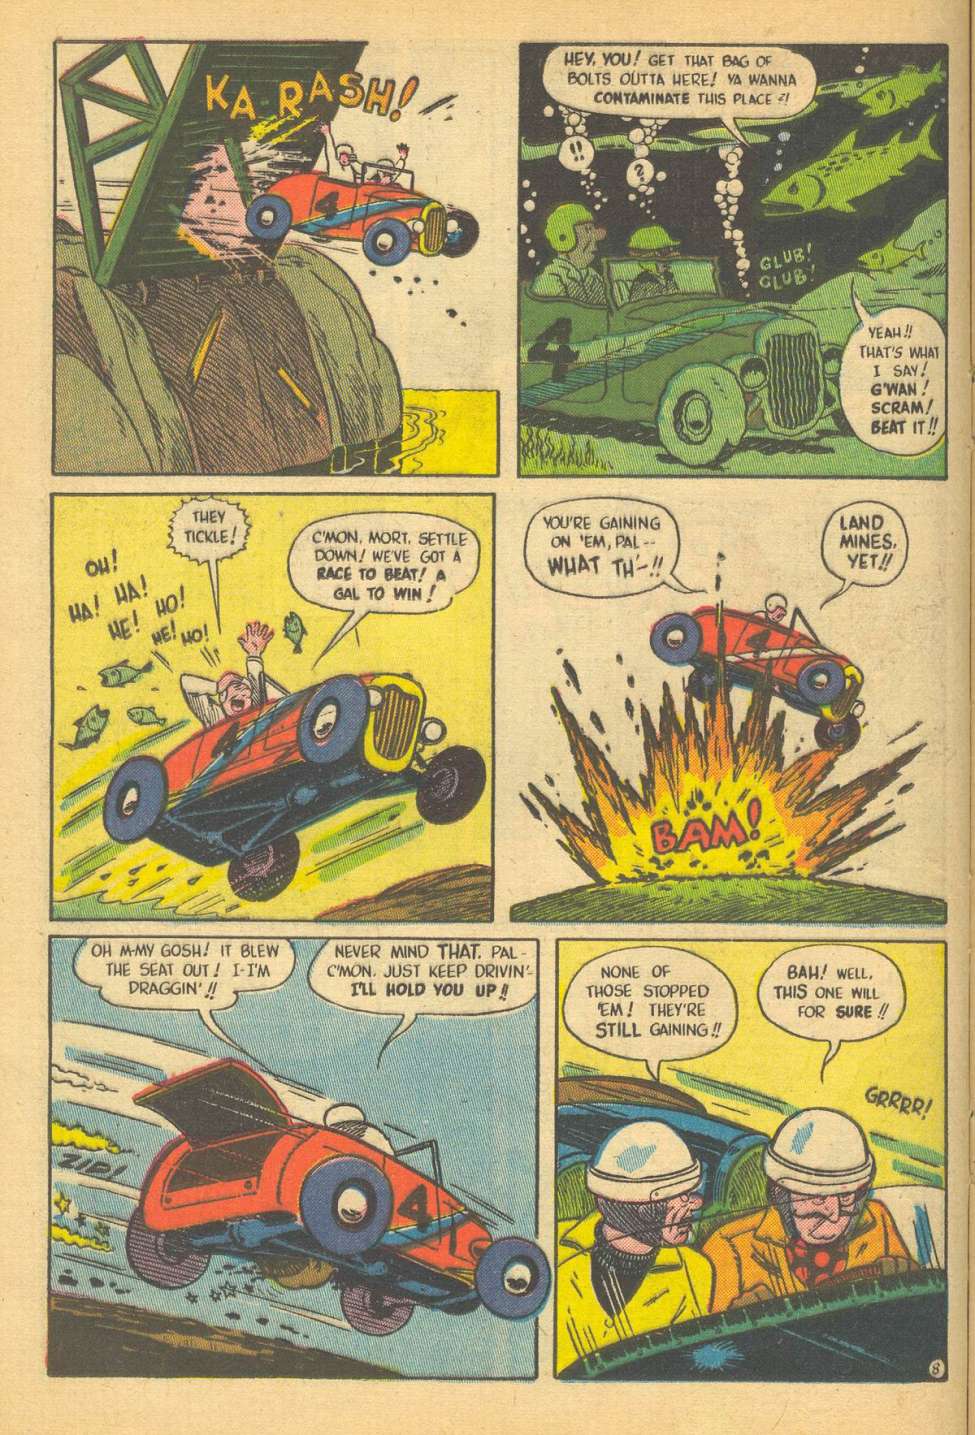 KA-RASH!
4
HEY, YOU! GET THAT BAG OF
BOLTS OUTTA HERE! YA WANNA
CONTAMINATE THIS PLACE?!
!!
?
GLUB!
GLUB!
4
YEAH!!
THAT'S WHAT
I SAY!
G'WAN!
SCRAM!
BEAT IT!!
THEY
TICKLE!
C'MON, MORT, SETTLE
DOWN! WE'VE GOT A
RACE TO BEAT! A
GAL TO WIN!
OH!
HA! HA!
HE! HO!
HE! HO!
4
YOU'RE GAINING
ON 'EM, PAL--
WHAT TH'-!!
LAND
MINES,
YET!!
4
BAM!
OH M-MY GOSH! IT BLEW
THE SEAT OUT! I-I'M
DRAGGIN'!!
NEVER MIND THAT, PAL-
C'MON, JUST KEEP DRIVIN'-
I'LL HOLD YOU UP!!
ZIP!
4
NONE OF
THOSE STOPPED
'EM! THEY'RE
STILL GAINING!!
BAH! WELL,
THIS ONE WILL
FOR SURE!!
GRRRR!
8